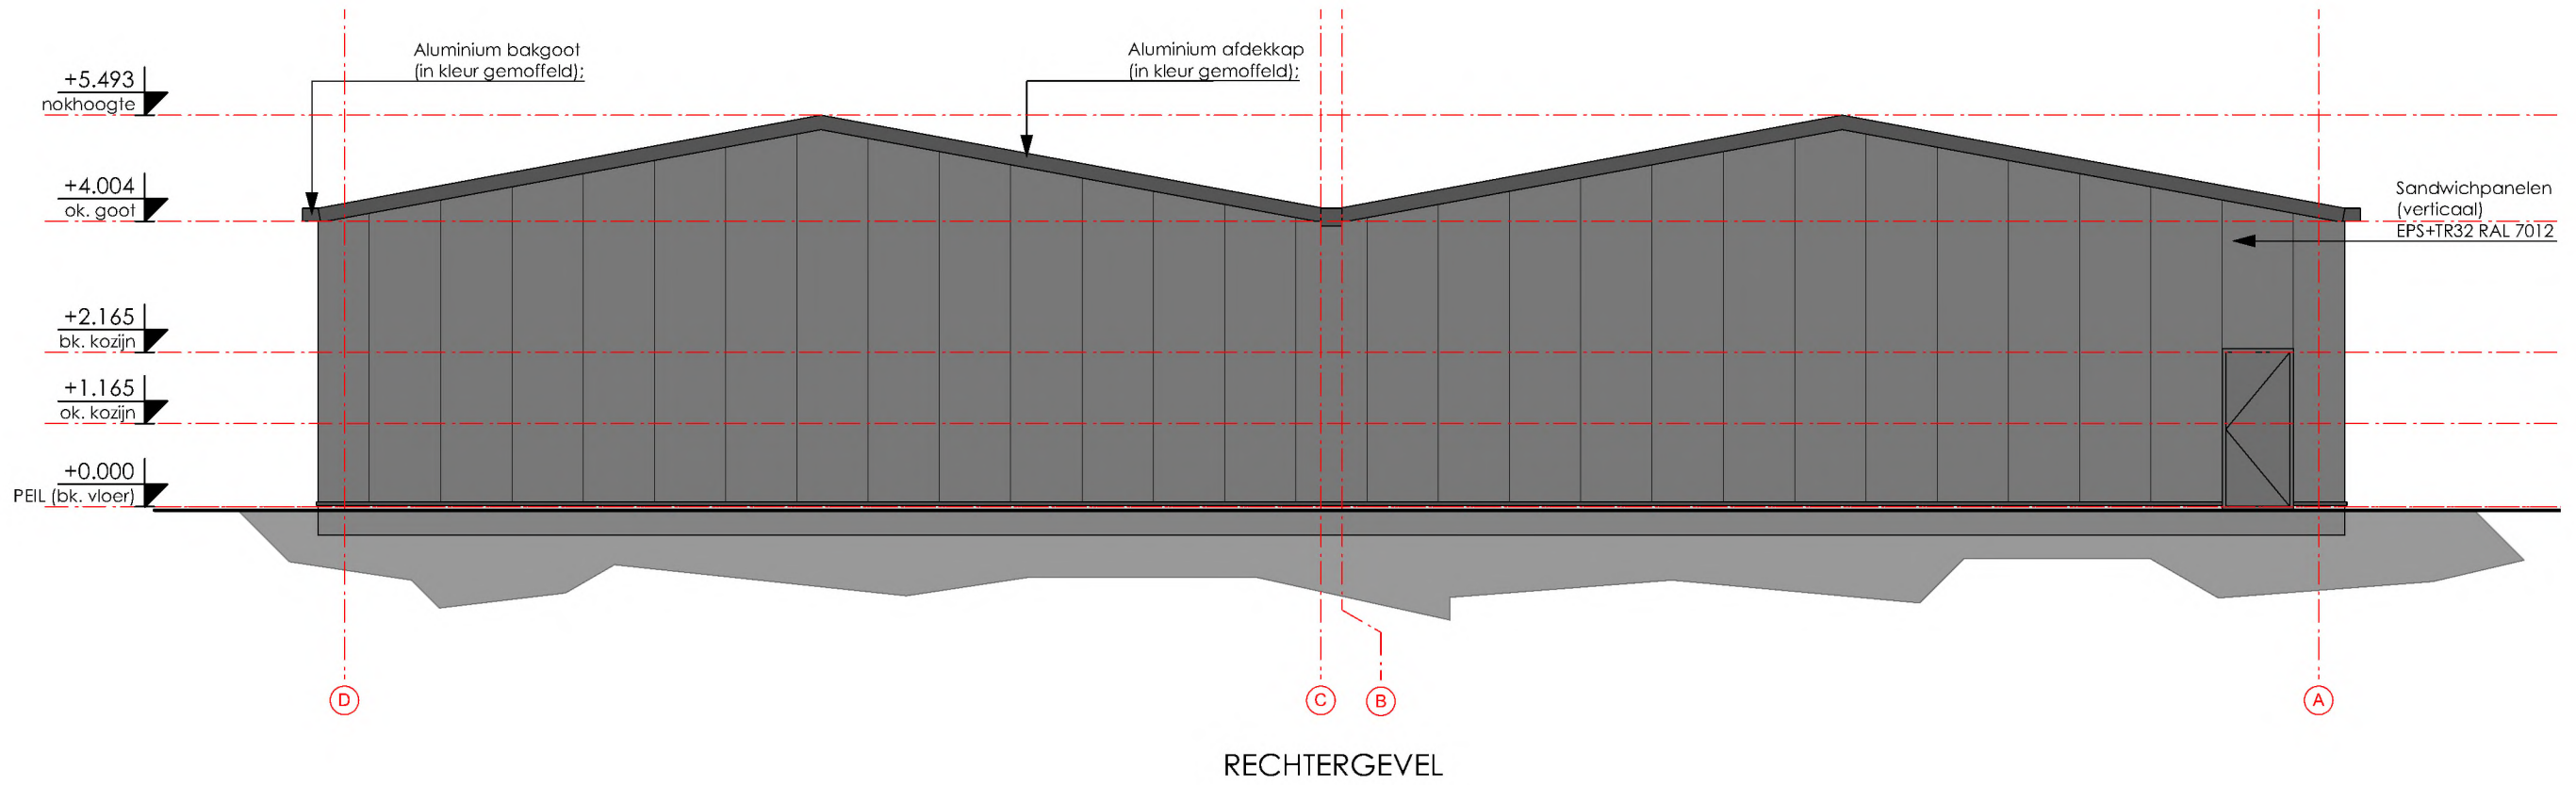 Aluminium bakgoot
(in kleur gemoffeld);
Aluminium afdekkap
(in kleur gemoffeld);
+5.493
nokhoogte
+4.004
ok. goot
Sandwichpanelen
(verticaal)
EPS+TR32 RAL 7012
+2.165
bk. kozijn
+1.165
ok. kozijn
+0.000
PEIL (bk. vloer)
D
C
B
A
RECHTERGEVEL